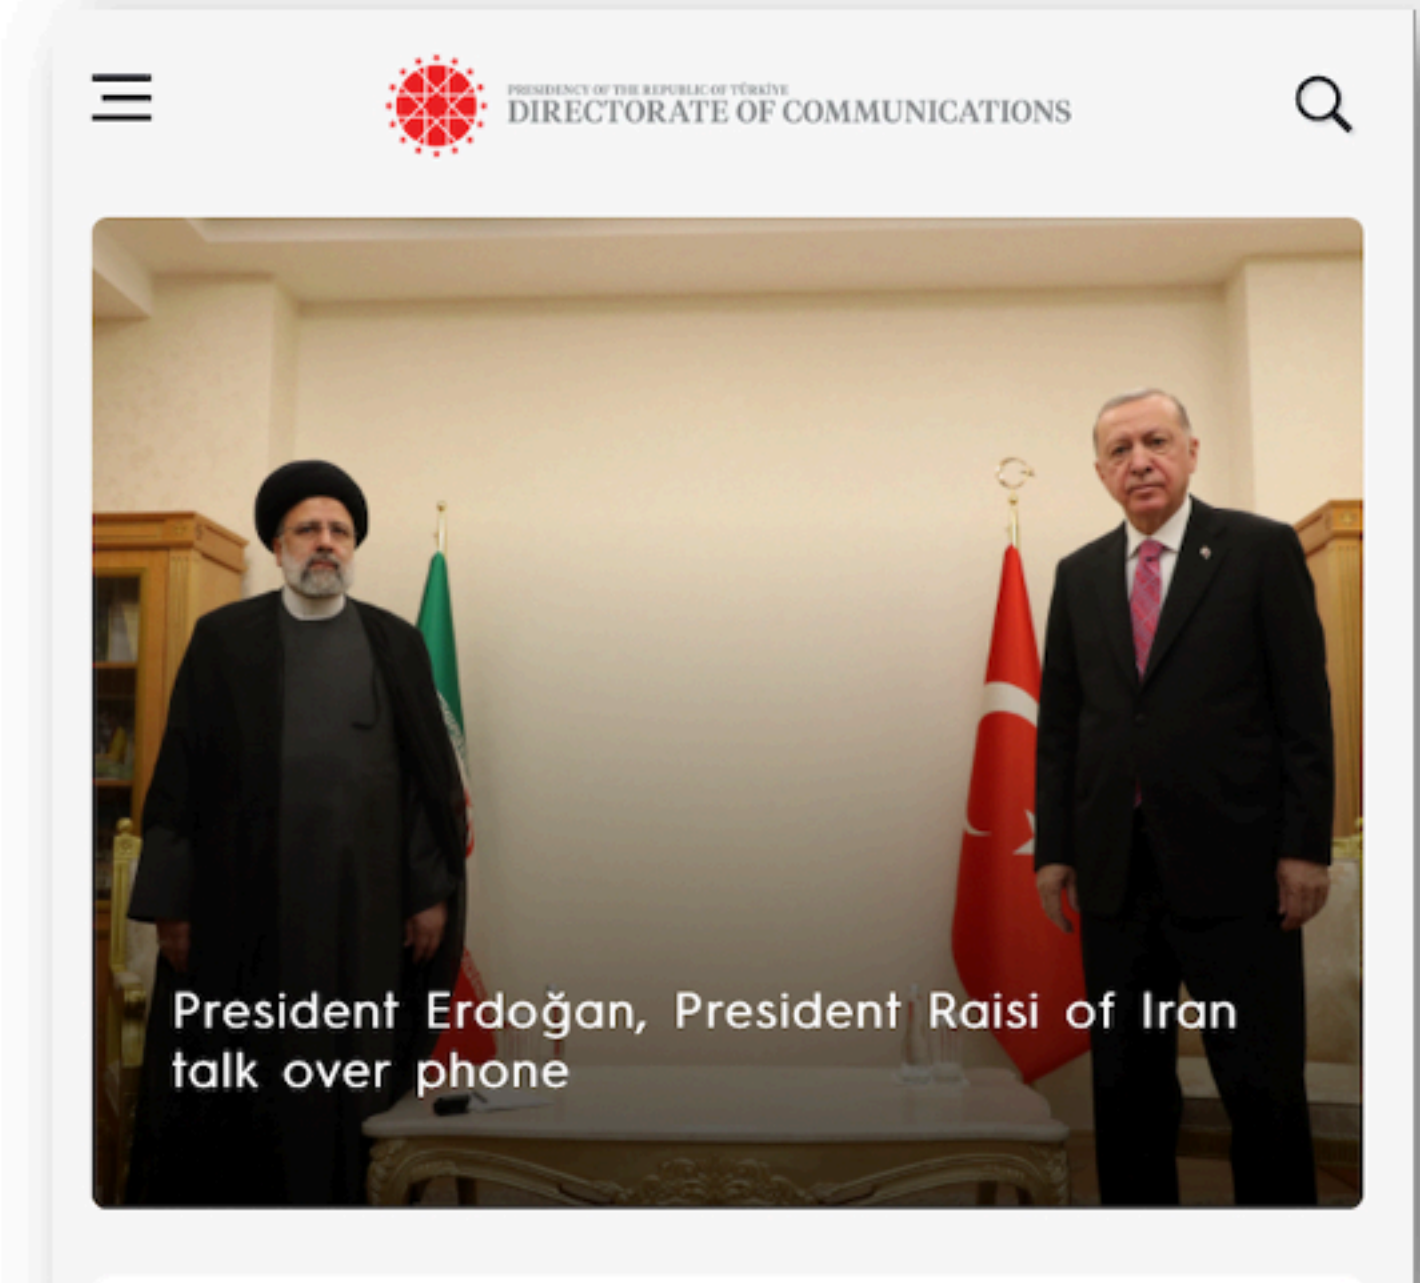 PRESIDENCY OF THE REPUBLIC OF TÜRKİYE
DIRECTORATE OF COMMUNICATIONS
President Erdoğan, President Raisi of Iran
talk over phone